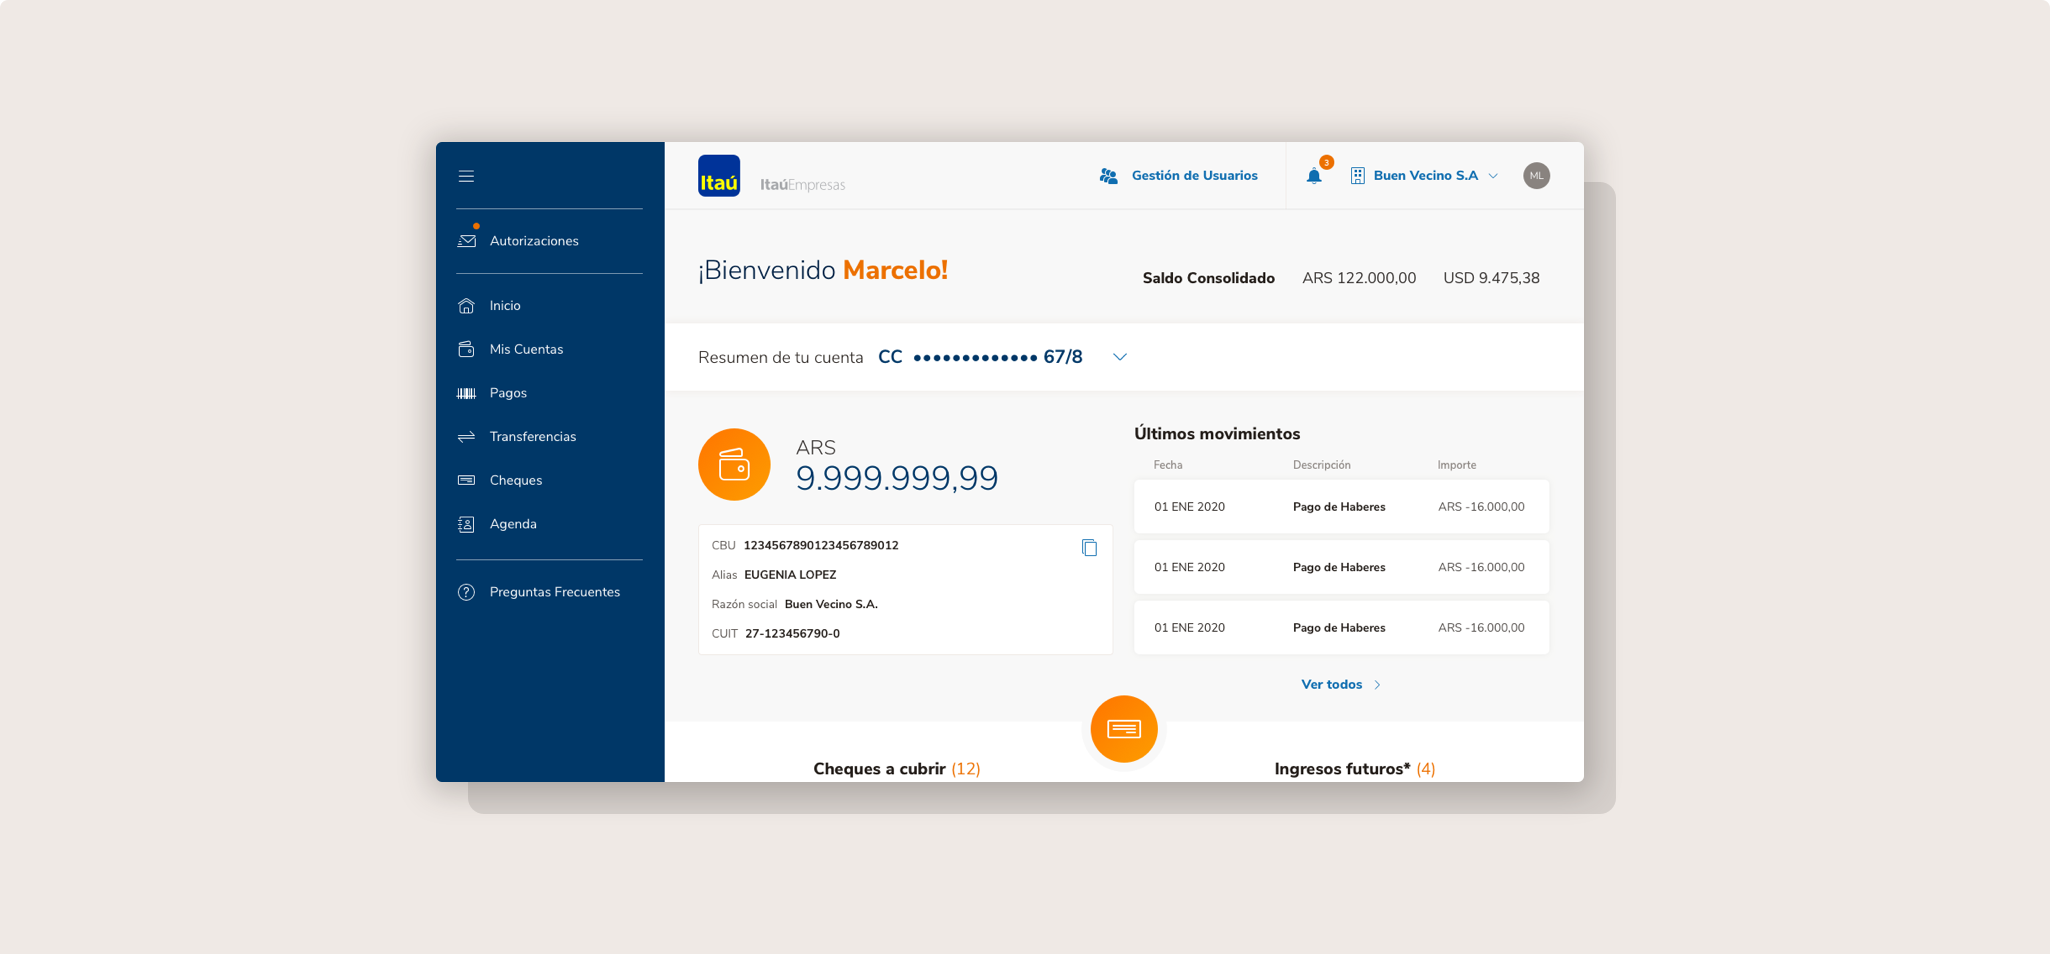 Autorizaciones
Inicio
Mis Cuentas
Pagos
Transferencias
Cheques
Agenda
Preguntas Frecuentes
Itaú
ItaúEmpresas
Gestión de Usuarios
3
Buen Vecino S.A
ML
¡Bienvenido Marcelo!
Saldo Consolidado ARS 122.000,00 USD 9.475,38
Resumen de tu cuenta CC ••••••••••••• 67/8
ARS
9.999.999,99
CBU 1234567890123456789012
Alias EUGENIA LOPEZ
Razón social Buen Vecino S.A.
CUIT 27-123456790-0
Últimos movimientos
Fecha Descripción Importe
01 ENE 2020 Pago de Haberes ARS -16.000,00
01 ENE 2020 Pago de Haberes ARS -16.000,00
01 ENE 2020 Pago de Haberes ARS -16.000,00
Ver todos
Cheques a cubrir (12)
Ingresos futuros* (4)